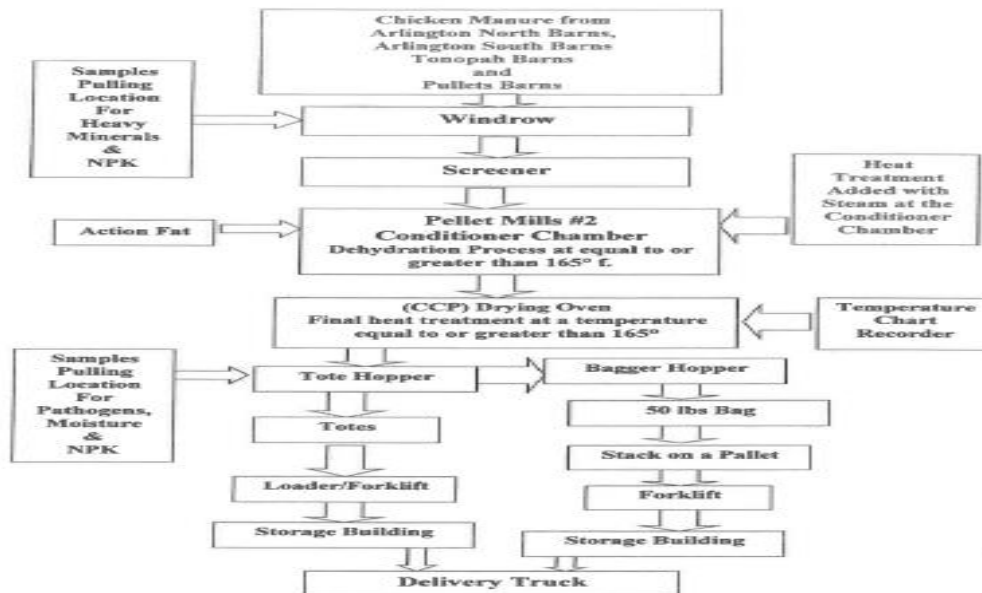 Chicken Manure from
Arlington North Barns,
Arlington South Barns
Tonopah Barns
and
Pullets Barns
Samples
Pulling
Location
For
Heavy
Minerals
&
NPK
Windrow
Screener
Heat
Treatment
Added with
Steam at the
Conditioner
Chamber
Action Fat
Pellet Mills #2
Conditioner Chamber
Dehydration Process at equal to or
greater than 165° f.
(CCP) Drying Oven
Final heat treatment at a temperature
equal to or greater than 165°
Temperature
Chart
Recorder
Samples
Pulling
Location
For
Pathogens,
Moisture
&
NPK
Tote Hopper
Bagger Hopper
Totes
50 lbs Bag
Loader/Forklift
Stack on a Pallet
Storage Building
Forklift
Storage Building
Delivery Truck